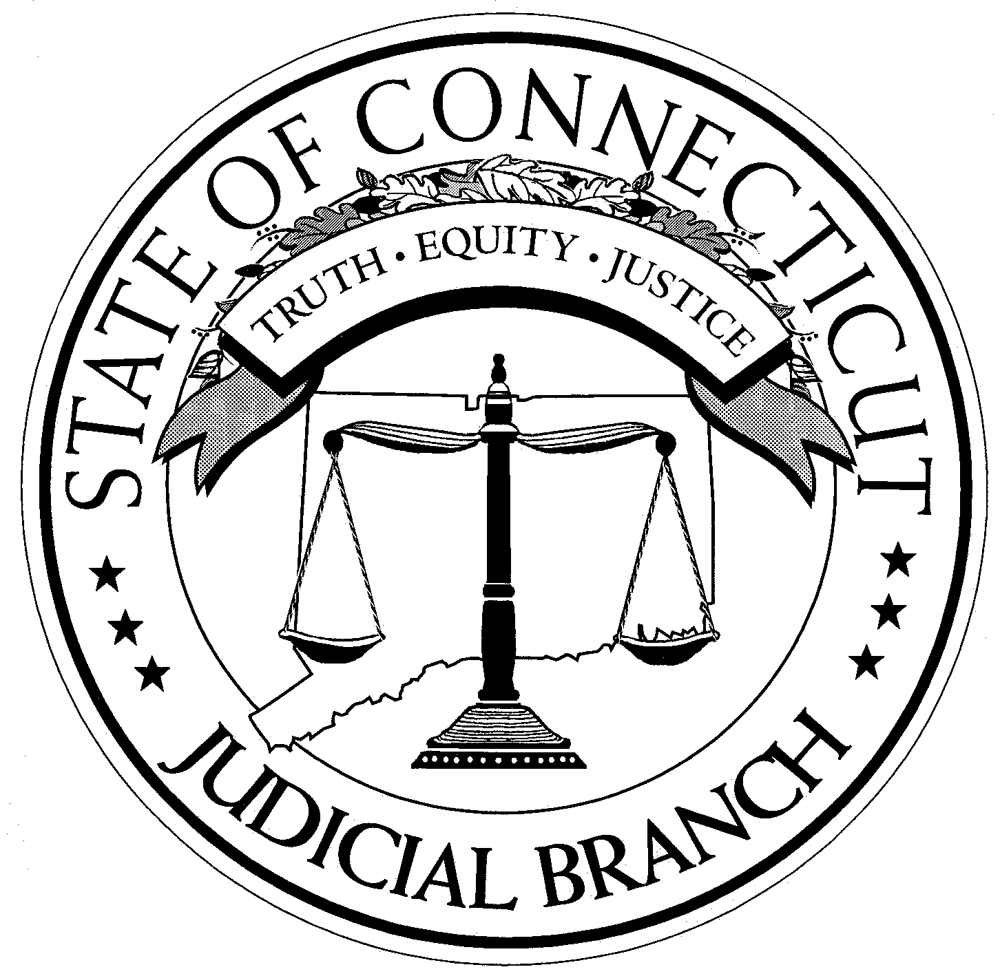 STATE OF CONNECTICUT
TRUTH · EQUITY · JUSTICE
JUDICIAL BRANCH